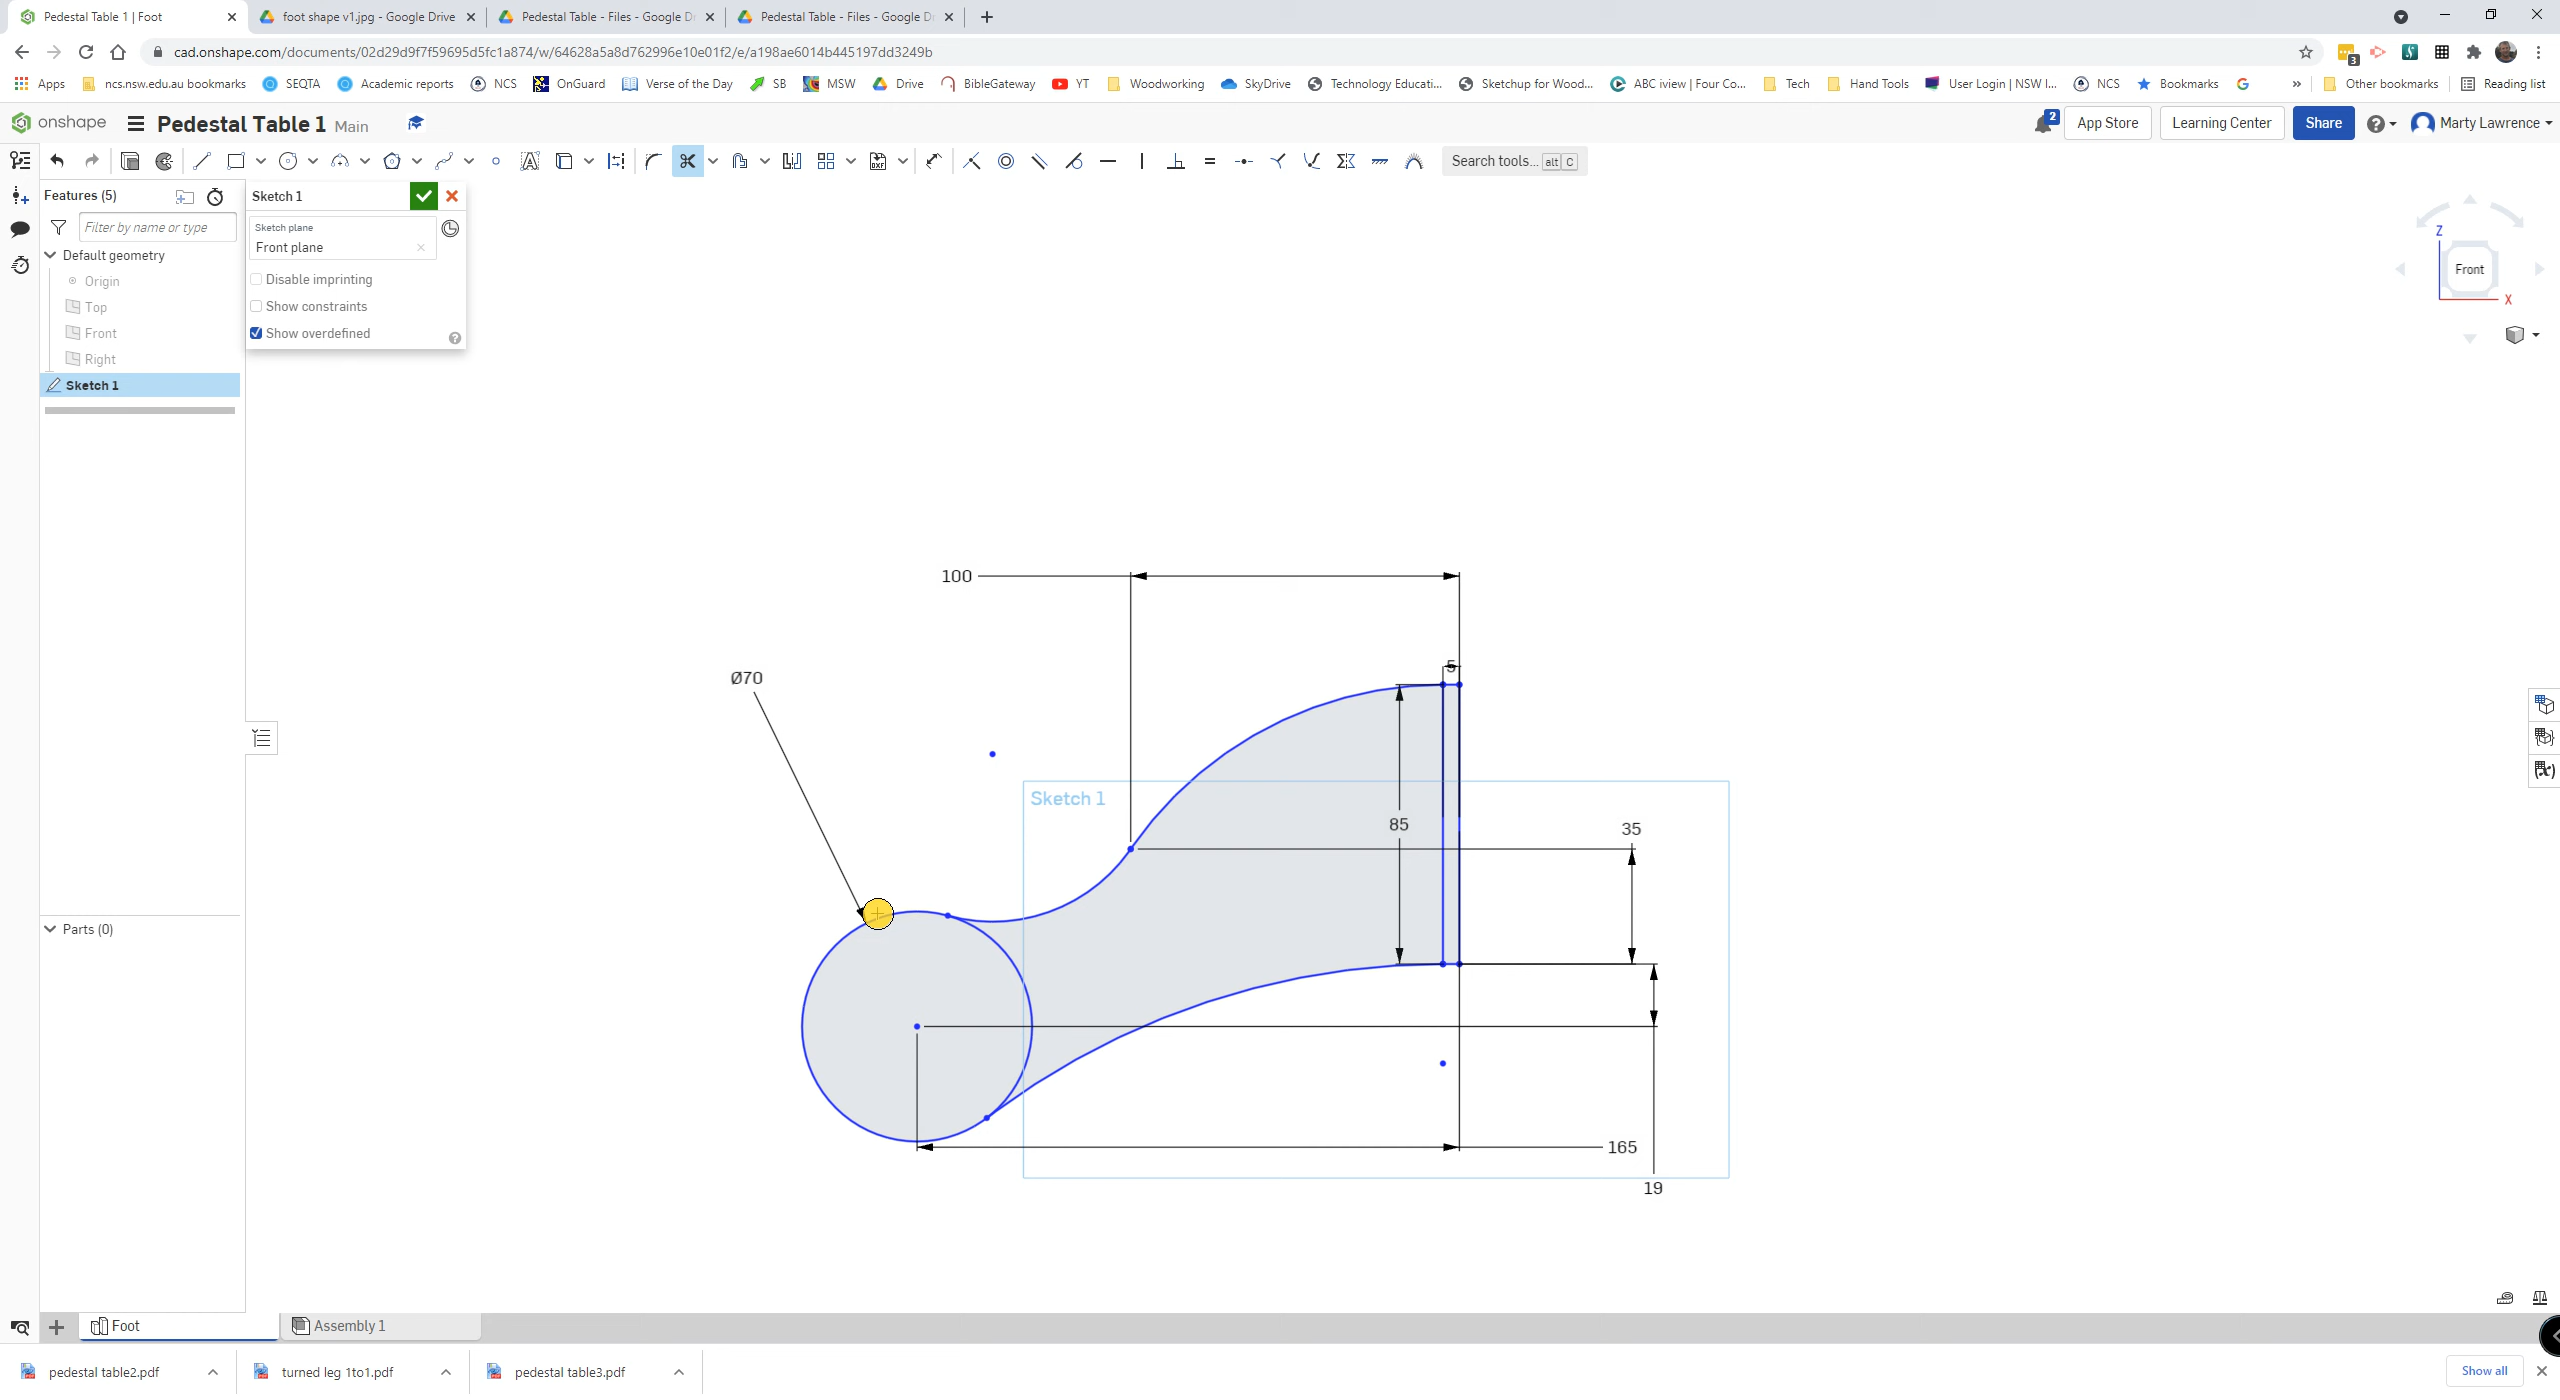 Pedestal Table 1 | Foot
foot shape v1.jpg - Google Drive
Pedestal Table - Files - Google D
Pedestal Table - Files - Google D
cad.onshape.com/documents/02d29d9f7f59695d5fc1a874/w/64628a5a8d762996e10e01f2/e/a198ae6014b445197dd3249b
3
Apps
ncs.nsw.edu.au bookmarks
SEQTA
Academic reports
NCS
OnGuard
Verse of the Day
SB
MSW
Drive
BibleGateway
YT
Woodworking
SkyDrive
Technology Educati...
Sketchup for Wood...
ABC iview | Four Co...
Tech
Hand Tools
User Login | NSW I...
NCS
Bookmarks
»
Other bookmarks
Reading list
onshape
Pedestal Table 1 Main
2
App Store
Learning Center
Share
Marty Lawrence
Search tools... alt C
Features (5)
Filter by name or type
Default geometry
Origin
Top
Front
Right
Sketch 1
Parts (0)
Sketch 1
Sketch plane
Front plane
Disable imprinting
Show constraints
Show overdefined
Z
Front
X
100
5
Ø70
Sketch 1
85
35
165
19
Foot
Assembly 1
pedestal table2.pdf
turned leg 1to1.pdf
pedestal table3.pdf
Show all